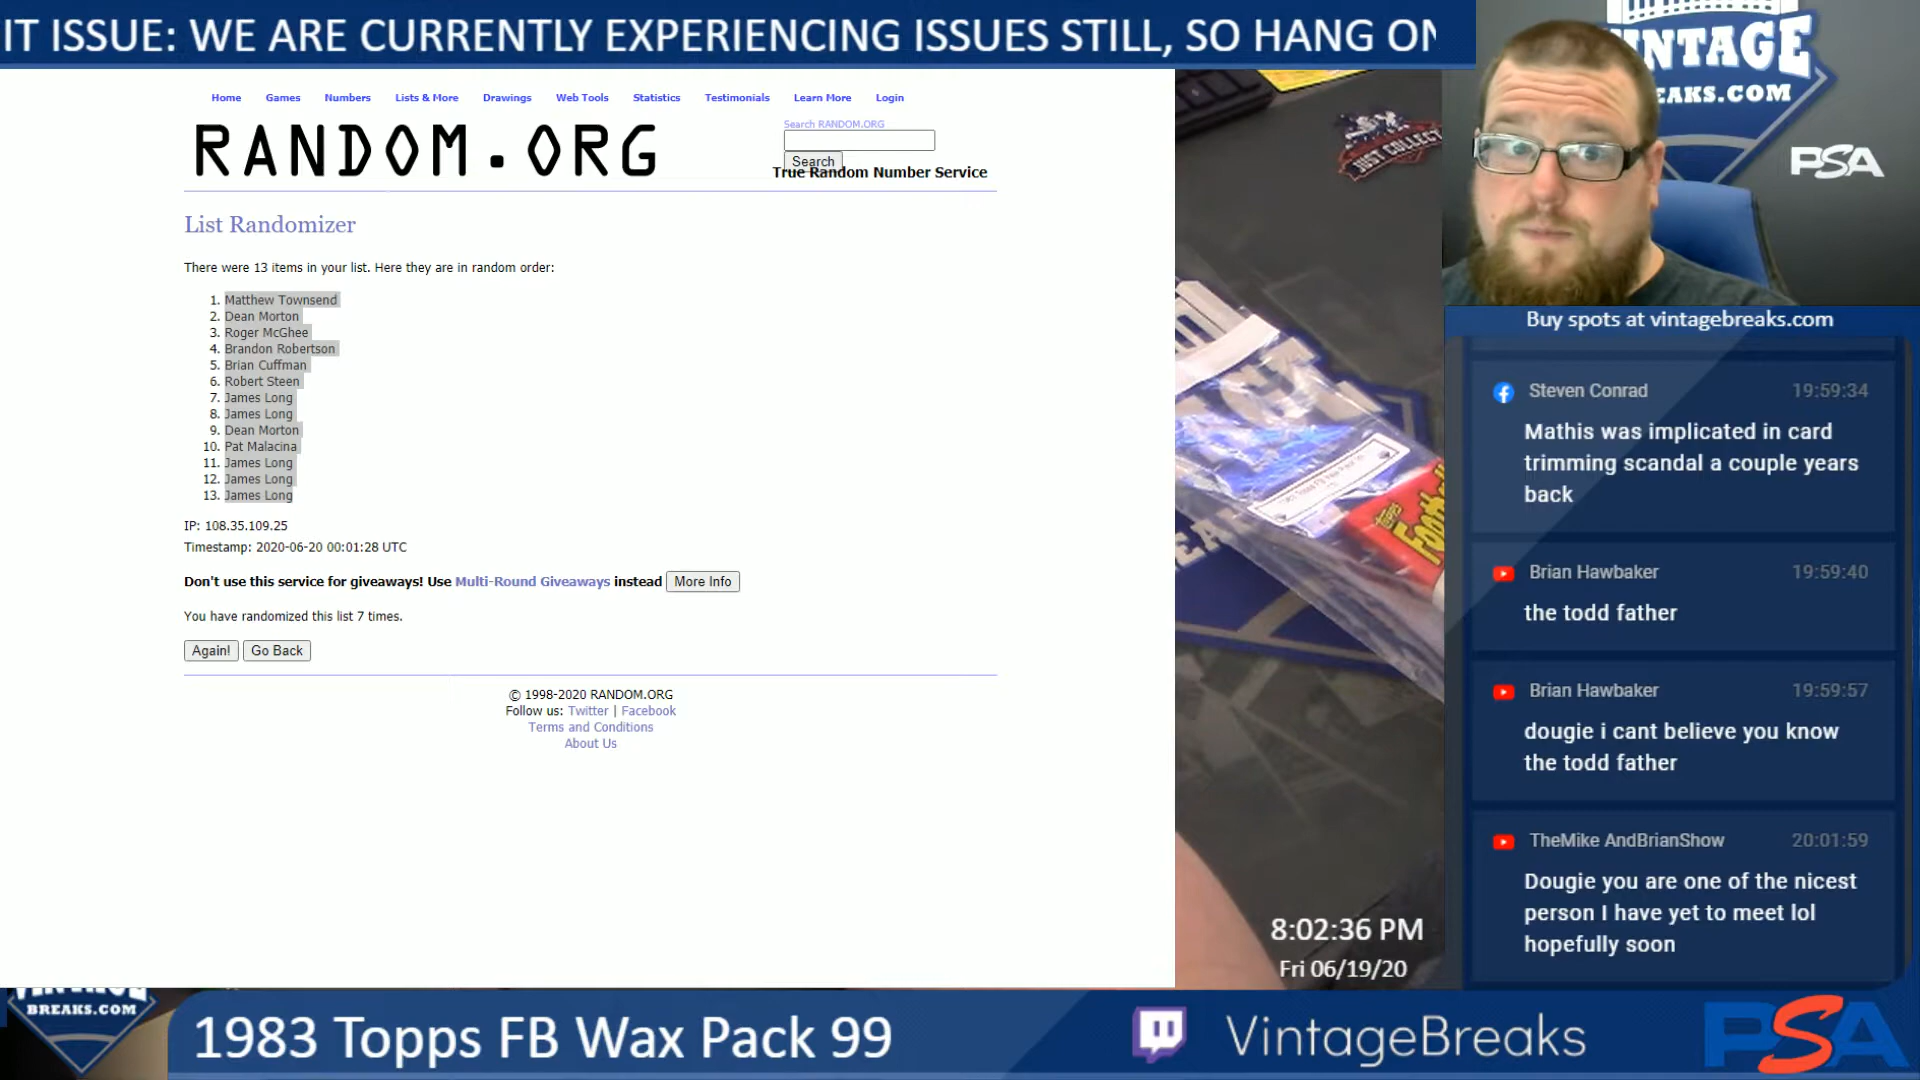 IT ISSUE: WE ARE CURRENTLY EXPERIENCING ISSUES STILL, SO HANG ON
Home Games Numbers Lists & More Drawings Web Tools Statistics Testimonials Learn More Login
RANDOM.ORG
Search RANDOM.ORG
Search
True Random Number Service
List Randomizer
There were 13 items in your list. Here they are in random order:
1. Matthew Townsend
2. Dean Morton
3. Roger McGhee
4. Brandon Robertson
5. Brian Cuffman
6. Robert Steen
7. James Long
8. James Long
9. Dean Morton
10. Pat Malacina
11. James Long
12. James Long
13. James Long
IP: 108.35.109.25
Timestamp: 2020-06-20 00:01:28 UTC
Don't use this service for giveaways! Use Multi-Round Giveaways instead More Info
You have randomized this list 7 times.
Again! Go Back
© 1998-2020 RANDOM.ORG
Follow us: Twitter | Facebook
Terms and Conditions
About Us
JUST COLLECT
Topps
8:02:36 PM
Fri 06/19/20
VINTAGE
BREAKS.COM
PSA
Buy spots at vintagebreaks.com
Steven Conrad 19:59:34
Mathis was implicated in card
trimming scandal a couple years
back
Brian Hawbaker 19:59:40
the todd father
Brian Hawbaker 19:59:57
dougie i cant believe you know
the todd father
TheMike AndBrianShow 20:01:59
Dougie you are one of the nicest
person I have yet to meet lol
hopefully soon
VINTAGE
BREAKS.COM
1983 Topps FB Wax Pack 99
VintageBreaks
PSA